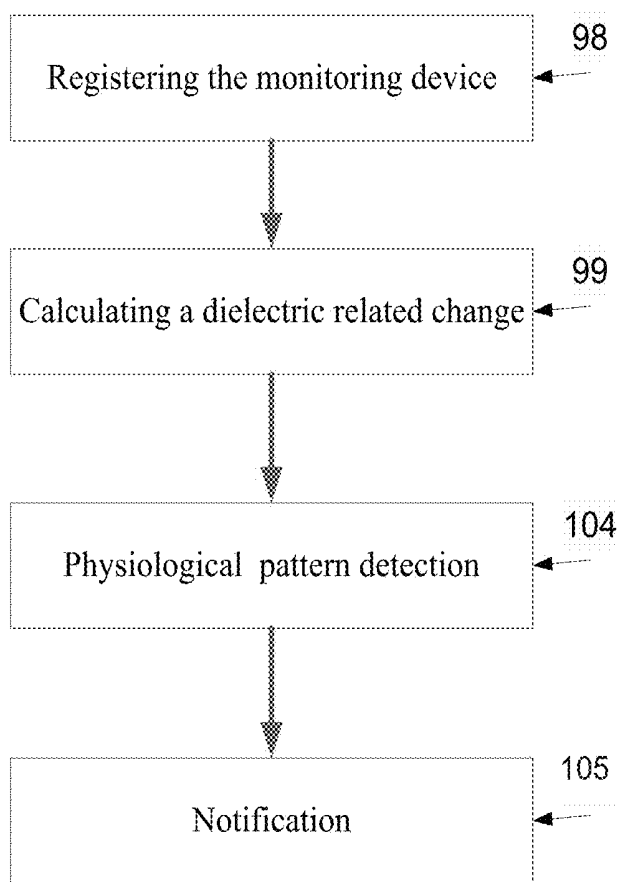 98
Registering the monitoring device
99
Calculating a dielectric related change
104
Physiological pattern detection
105
Notification